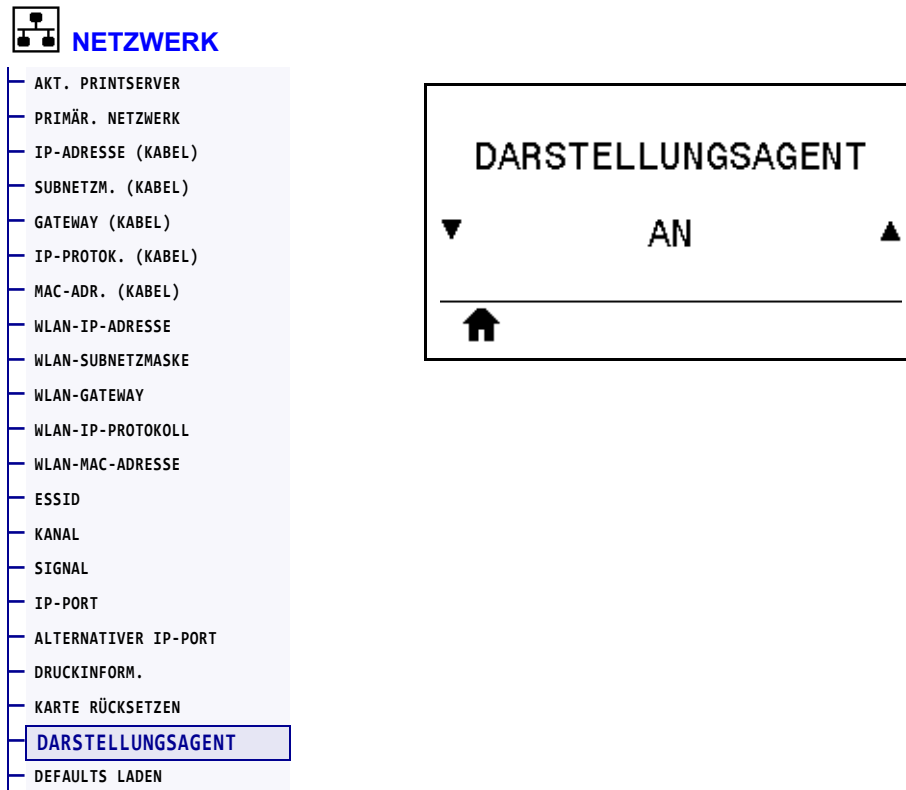 NETZWERK
AKT. PRINTSERVER
PRIMÄR. NETZWERK
IP-ADRESSE (KABEL)
SUBNETZM. (KABEL)
GATEWAY (KABEL)
IP-PROTOK. (KABEL)
MAC-ADR. (KABEL)
WLAN-IP-ADRESSE
WLAN-SUBNETZMASKE
WLAN-GATEWAY
WLAN-IP-PROTOKOLL
WLAN-MAC-ADRESSE
ESSID
KANAL
SIGNAL
IP-PORT
ALTERNATIVER IP-PORT
DRUCKINFORM.
KARTE RÜCKSETZEN
DARSTELLUNGSAGENT
DEFAULTS LADEN
DARSTELLUNGSAGENT
AN